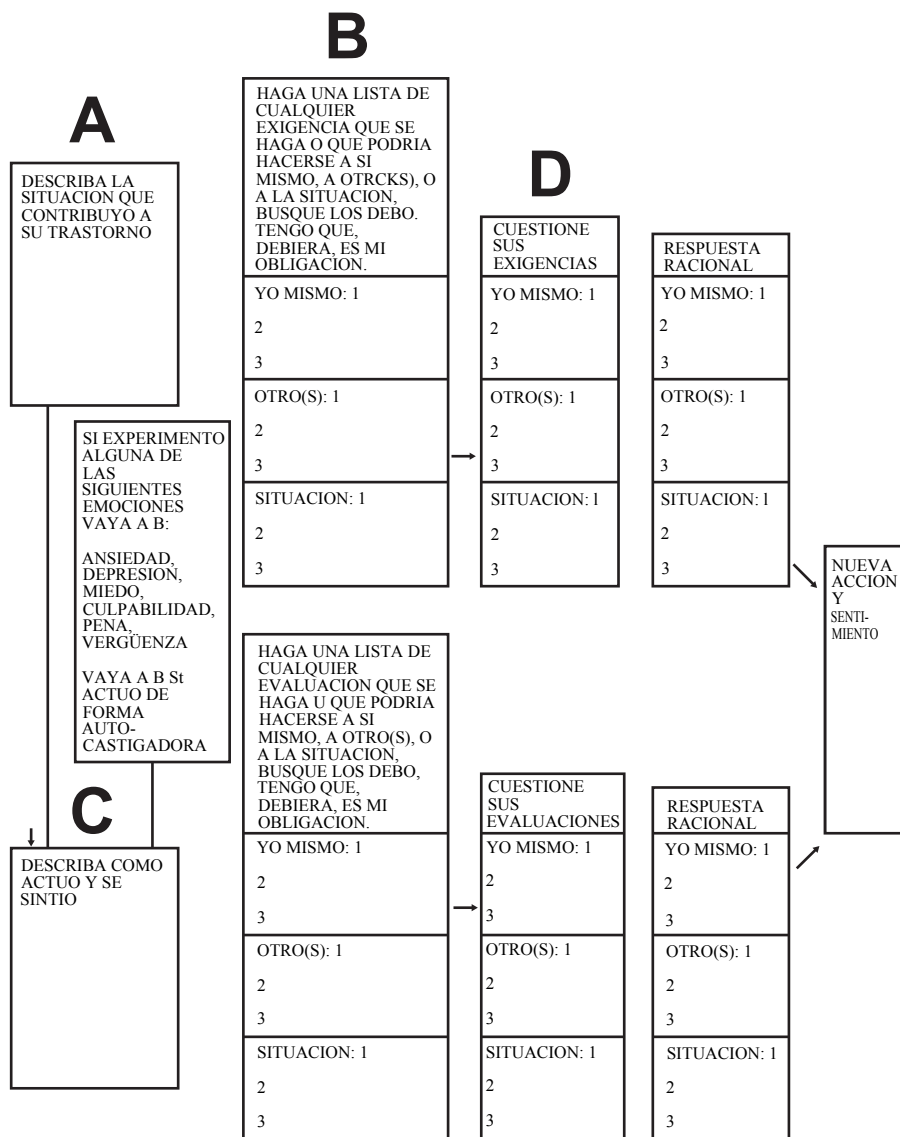 A
DESCRIBA LA
SITUACION QUE
CONTRIBUYO A
SU TRASTORNO
SI EXPERIMENTO
ALGUNA DE
LAS
SIGUIENTES
EMOCIONES
VAYA A B:
ANSIEDAD,
DEPRESION,
MIEDO,
CULPABILIDAD,
PENA,
VERGÜENZA
VAYA A B St
ACTUO DE
FORMA
AUTO-
CASTIGADORA
C
DESCRIBA COMO
ACTUO Y SE
SINTIO
B
HAGA UNA LISTA DE
CUALQUIER
EXIGENCIA QUE SE
HAGA O QUE PODRIA
HACERSE A SI
MISMO, A OTRCKS), O
A LA SITUACION,
BUSQUE LOS DEBO.
TENGO QUE,
DEBIERA, ES MI
OBLIGACION.
YO MISMO: 1
2
3
OTRO(S): 1
2
3
SITUACION: 1
2
3
D
CUESTIONE
SUS
EXIGENCIAS
YO MISMO: 1
2
3
OTRO(S): 1
2
3
SITUACION: l
2
3
RESPUESTA
RACIONAL
YO MISMO: 1
2
3
OTRO(S): 1
2
3
SITUACION: l
2
3
HAGA UNA LISTA DE
CUALQUIER
EVALUACION QUE SE
HAGA U QUE PODRIA
HACERSE A SI
MISMO, A OTRO(S), O
A LA SITUACION,
BUSQUE LOS DEBO,
TENGO QUE,
DEBIERA, ES MI
OBLIGACION.
YO MISMO: 1
2
3
OTRO(S): 1
2
3
SITUACION: 1
2
3
CUESTIONE
SUS
EVALUACIONES
YO MISMO: 1
2
3
OTRO(S): 1
2
3
SITUACION: 1
2
3
RESPUESTA
RACIONAL
YO MISMO: 1
2
3
OTRO(S): 1
2
3
SITUACION: 1
2
3
NUEVA
ACCION
Y
SENTI-
MIENTO